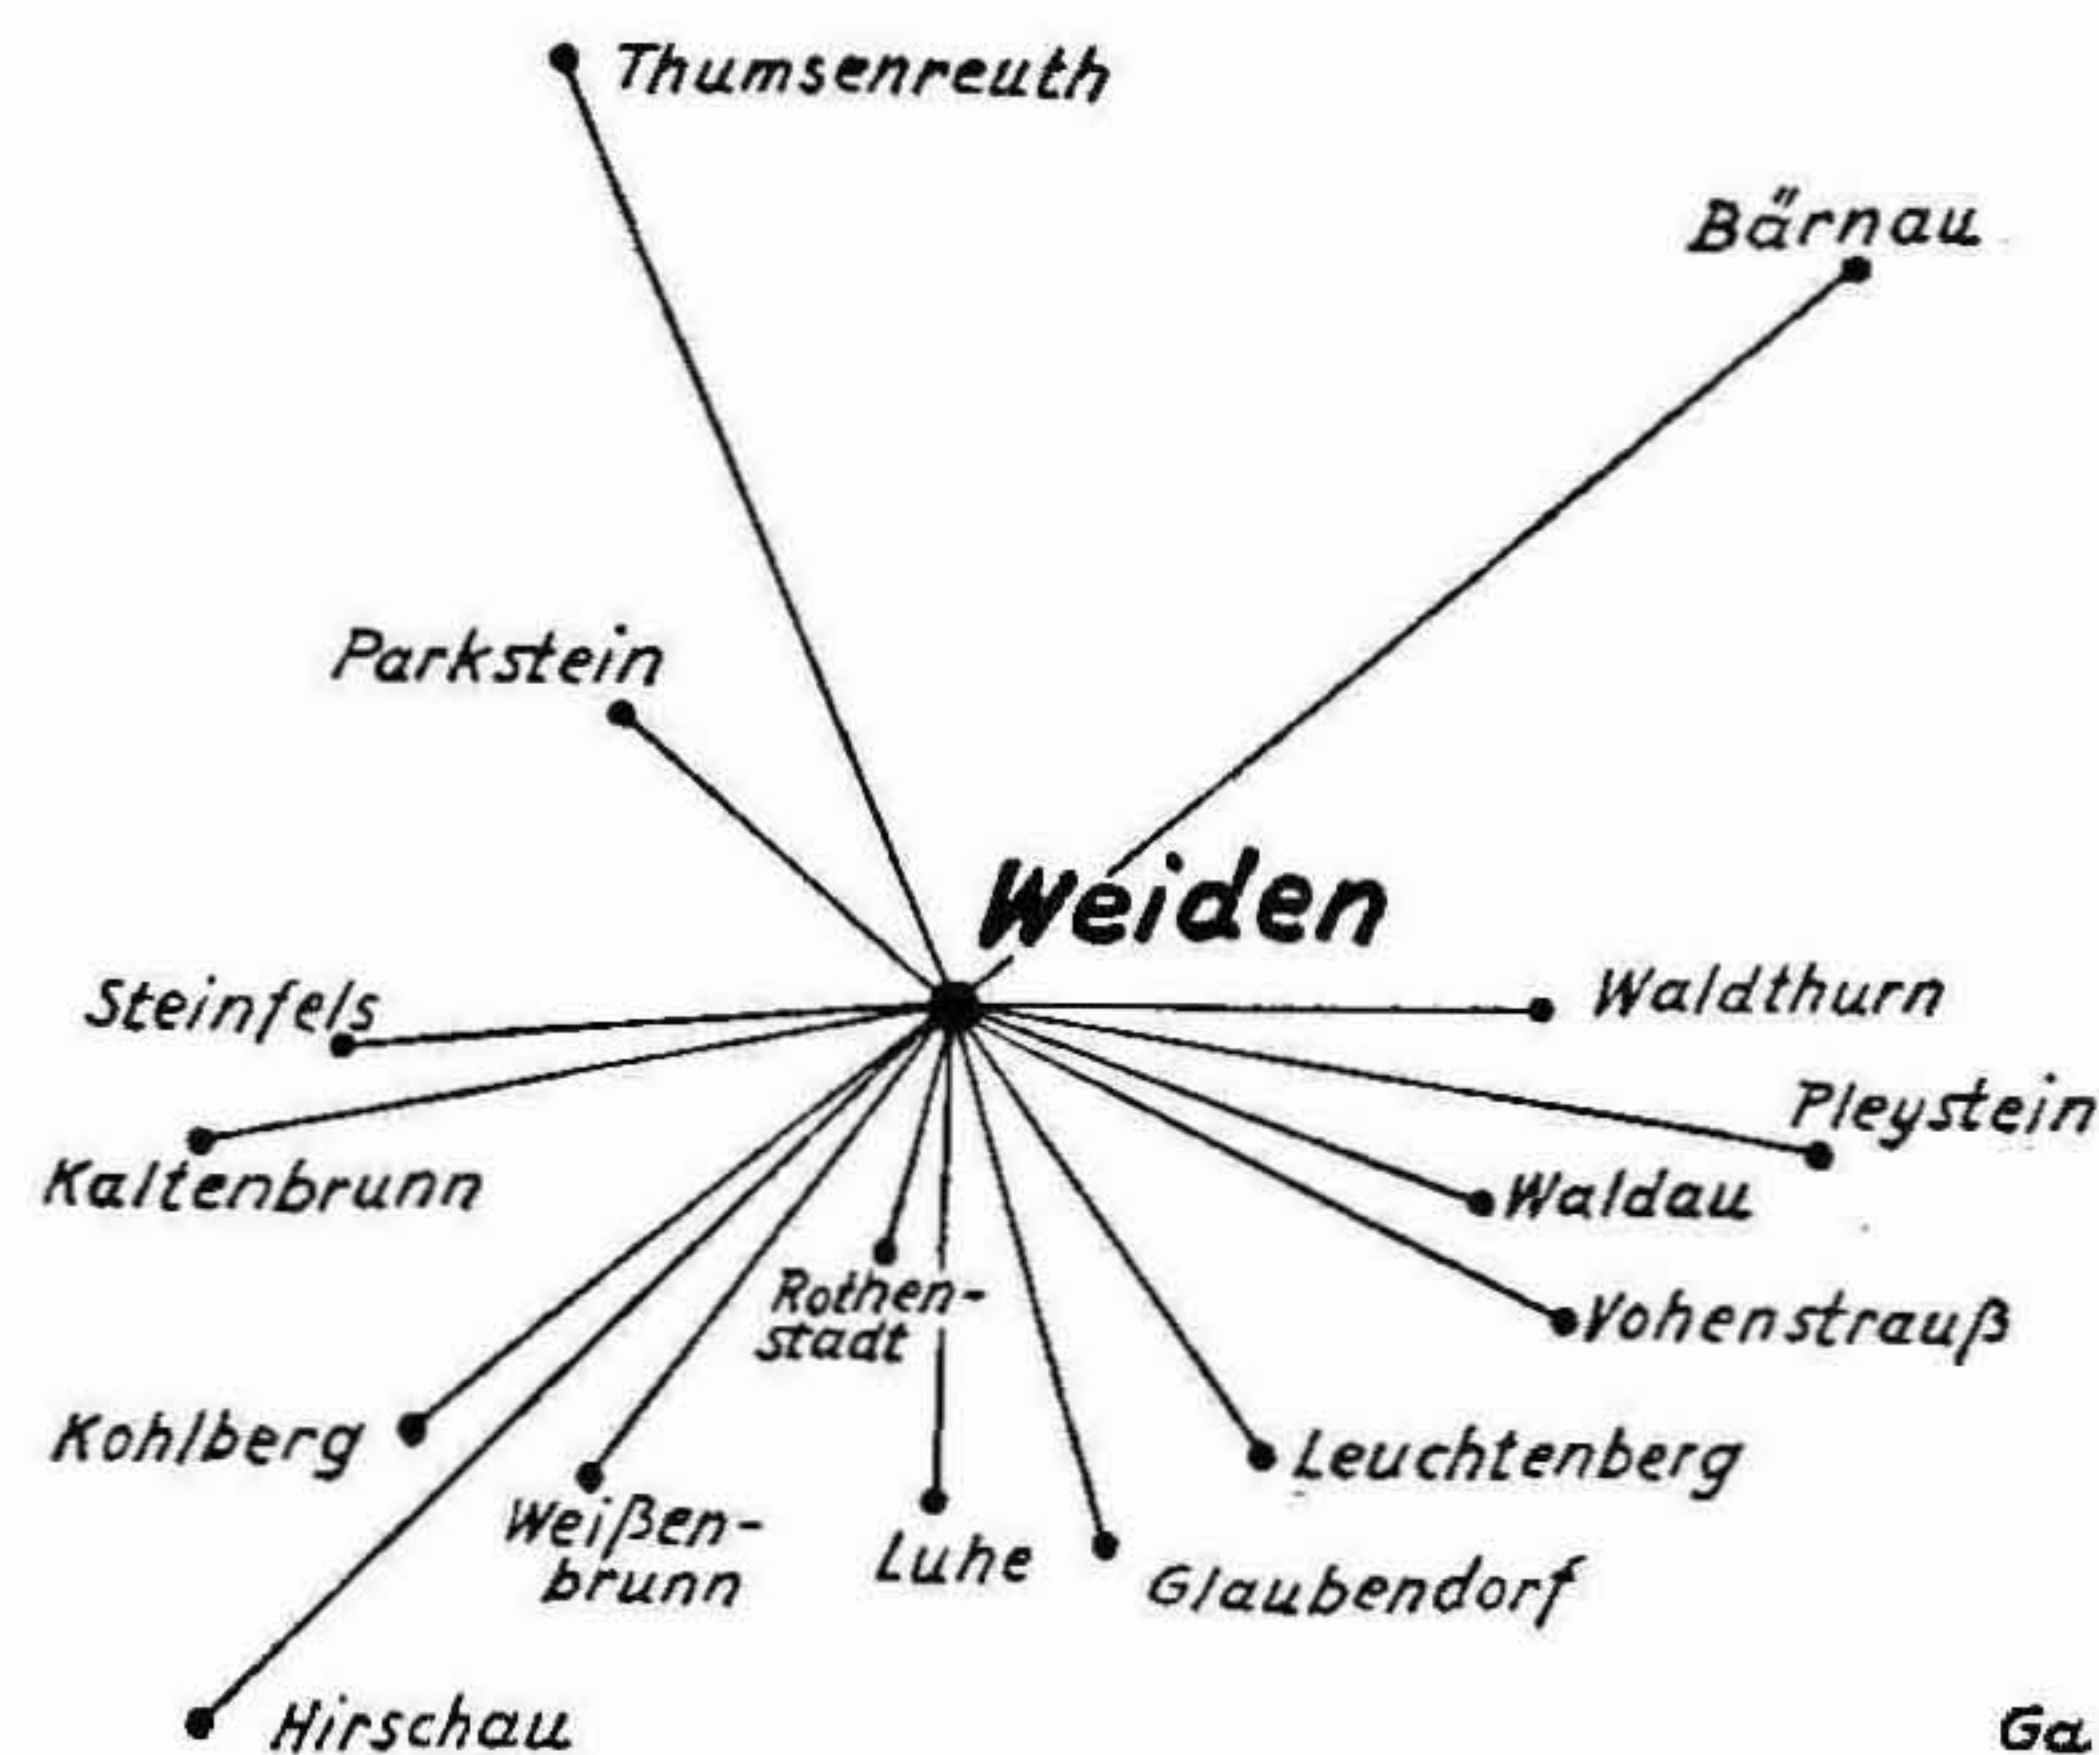 Thumsenreuth
Bärnau
Parkstein
Weiden
Steinfels
Waldthurn
Pleystein
Kaltenbrunn
Waldau
Rothen-
stadt
Vohenstrauß
Kohlberg
Leuchtenberg
Weißen-
brunn
Luhe
Glaubendorf
Hirschau
Ga